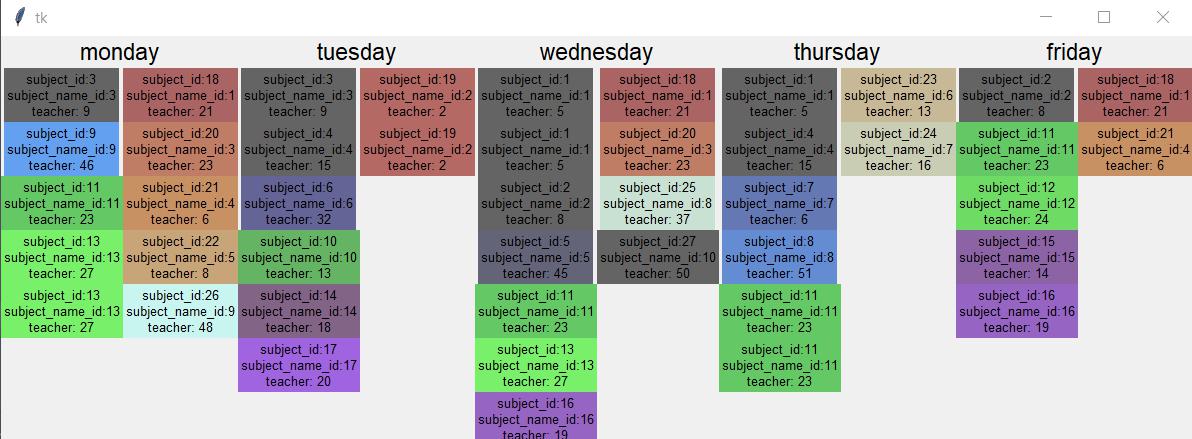 tk
monday
subject_id:3
subject_name_id:3
teacher: 9
subject_id:9
subject_name_id:9
teacher: 46
subject_id:11
subject_name_id:11
teacher: 23
subject_id:13
subject_name_id:13
teacher: 27
subject_id:13
subject_name_id:13
teacher: 27
subject_id:18
subject_name_id:1
teacher: 21
subject_id:20
subject_name_id:3
teacher: 23
subject_id:21
subject_name_id:4
teacher: 6
subject_id:22
subject_name_id:5
teacher: 8
subject_id:26
subject_name_id:9
teacher: 48
tuesday
subject_id:3
subject_name_id:3
teacher: 9
subject_id:4
subject_name_id:4
teacher: 15
subject_id:6
subject_name_id:6
teacher: 32
subject_id:10
subject_name_id:10
teacher: 13
subject_id:14
subject_name_id:14
teacher: 18
subject_id:17
subject_name_id:17
teacher: 20
subject_id:19
subject_name_id:2
teacher: 2
subject_id:19
subject_name_id:2
teacher: 2
wednesday
subject_id:1
subject_name_id:1
teacher: 5
subject_id:1
subject_name_id:1
teacher: 5
subject_id:2
subject_name_id:2
teacher: 8
subject_id:5
subject_name_id:5
teacher: 45
subject_id:11
subject_name_id:11
teacher: 23
subject_id:13
subject_name_id:13
teacher: 27
subject_id:16
subject_name_id:16
teacher: 19
subject_id:18
subject_name_id:1
teacher: 21
subject_id:20
subject_name_id:3
teacher: 23
subject_id:25
subject_name_id:8
teacher: 37
subject_id:27
subject_name_id:10
teacher: 50
thursday
subject_id:1
subject_name_id:1
teacher: 5
subject_id:4
subject_name_id:4
teacher: 15
subject_id:7
subject_name_id:7
teacher: 6
subject_id:8
subject_name_id:8
teacher: 51
subject_id:11
subject_name_id:11
teacher: 23
subject_id:11
subject_name_id:11
teacher: 23
subject_id:23
subject_name_id:6
teacher: 13
subject_id:24
subject_name_id:7
teacher: 16
friday
subject_id:2
subject_name_id:2
teacher: 8
subject_id:11
subject_name_id:11
teacher: 23
subject_id:12
subject_name_id:12
teacher: 24
subject_id:15
subject_name_id:15
teacher: 14
subject_id:16
subject_name_id:16
teacher: 19
subject_id:18
subject_name_id:1
teacher: 21
subject_id:21
subject_name_id:4
teacher: 6